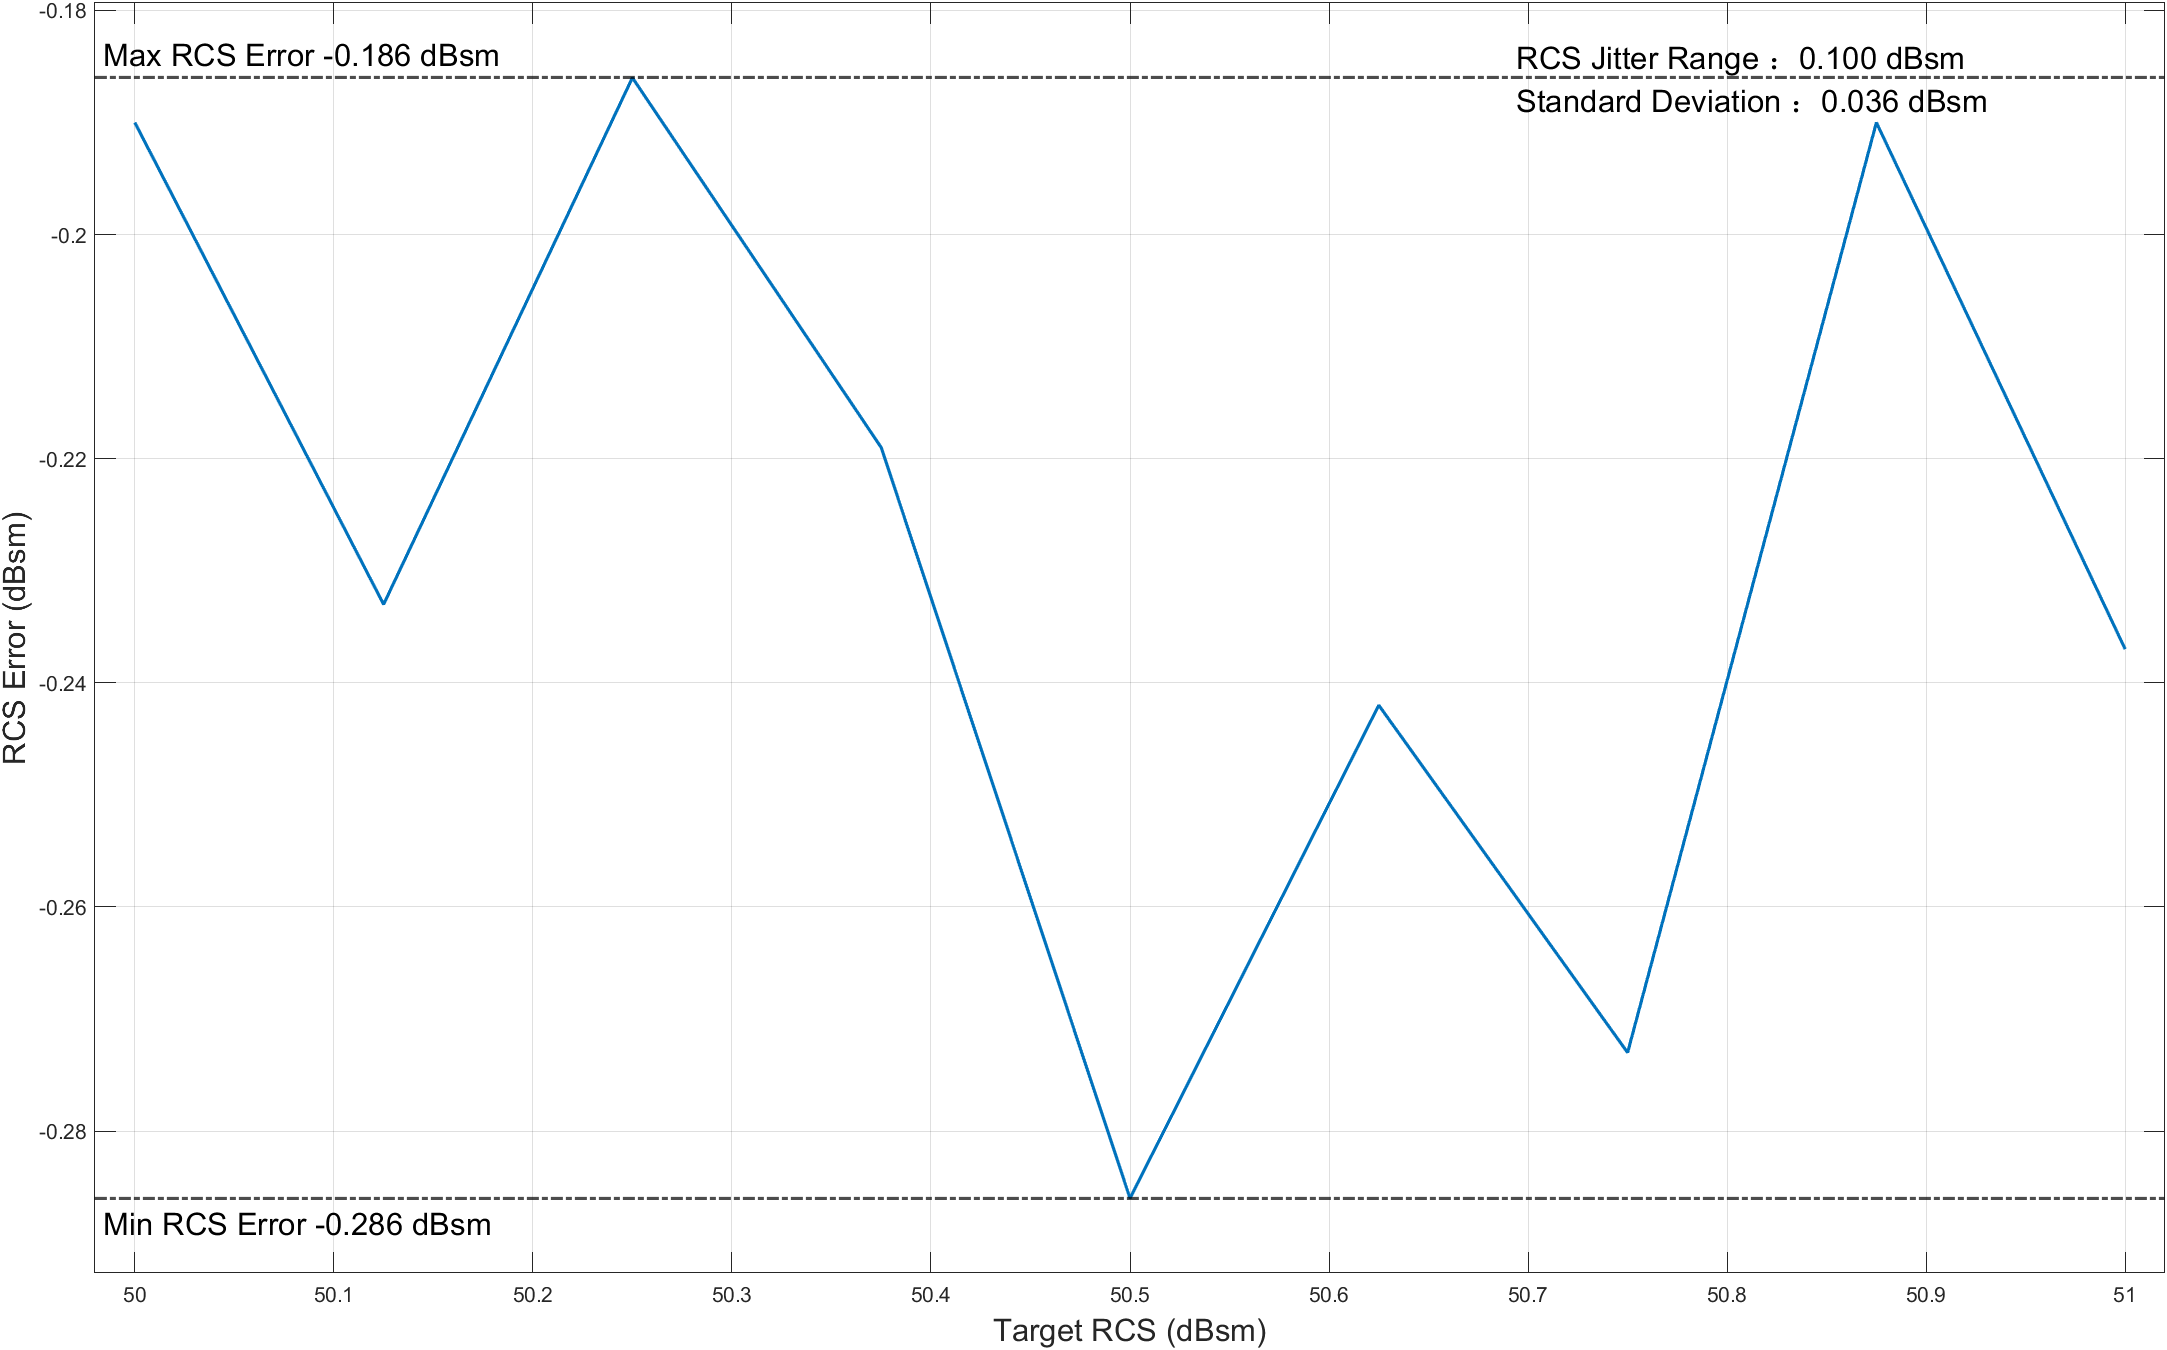 -0.18
Max RCS Error -0.186 dBsm
RCS Jitter Range ：0.100 dBsm
Standard Deviation ：0.036 dBsm
-0.2
-0.22
-0.24
-0.26
-0.28
RCS Error (dBsm)
Min RCS Error -0.286 dBsm
50 50.1 50.2 50.3 50.4 50.5 50.6 50.7 50.8 50.9 51
Target RCS (dBsm)